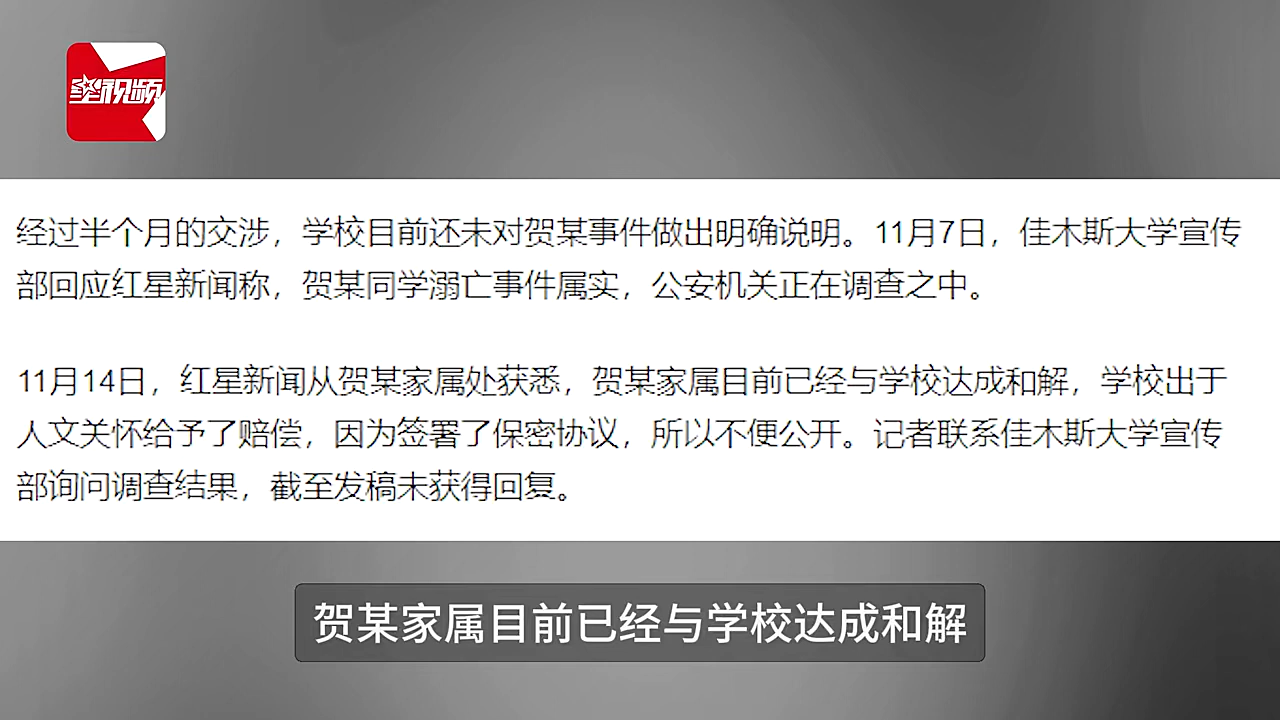 星视频
经过半个月的交涉，学校目前还未对贺某事件做出明确说明。11月7日，佳木斯大学宣传
部回应红星新闻称，贺某同学溺亡事件属实，公安机关正在调查之中。
11月14日，红星新闻从贺某家属处获悉，贺某家属目前已经与学校达成和解，学校出于
人文关怀给予了赔偿，因为签署了保密协议，所以不便公开。记者联系佳木斯大学宣传
部询问调查结果，截至发稿未获得回复。
贺某家属目前已经与学校达成和解